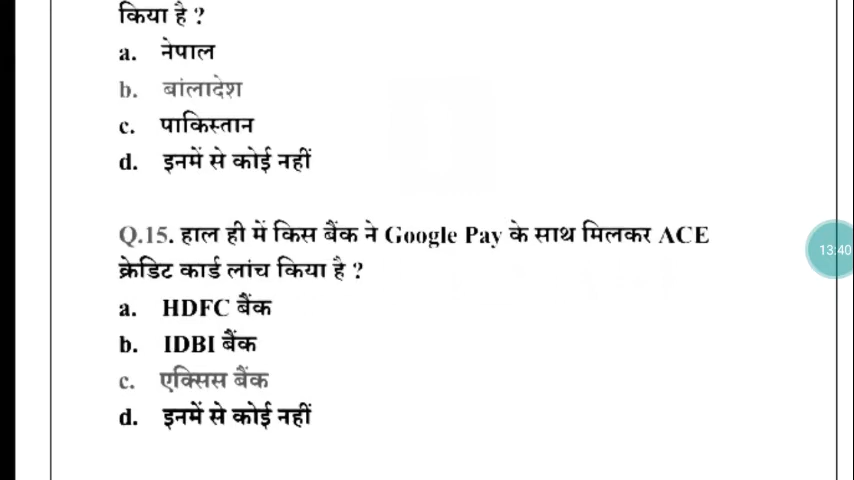 किया है ?
a. नेपाल
b. बांलादेश
c. पाकिस्तान
d. इनमें से कोई नहीं
Q.15. हाल ही में किस बैंक ने Google Pay के साथ मिलकर ACE
क्रेडिट कार्ड लांच किया है ?
a. HDFC बैंक
b. IDBI बैंक
c. एक्सिस बैंक
d. इनमें से कोई नहीं
13:40